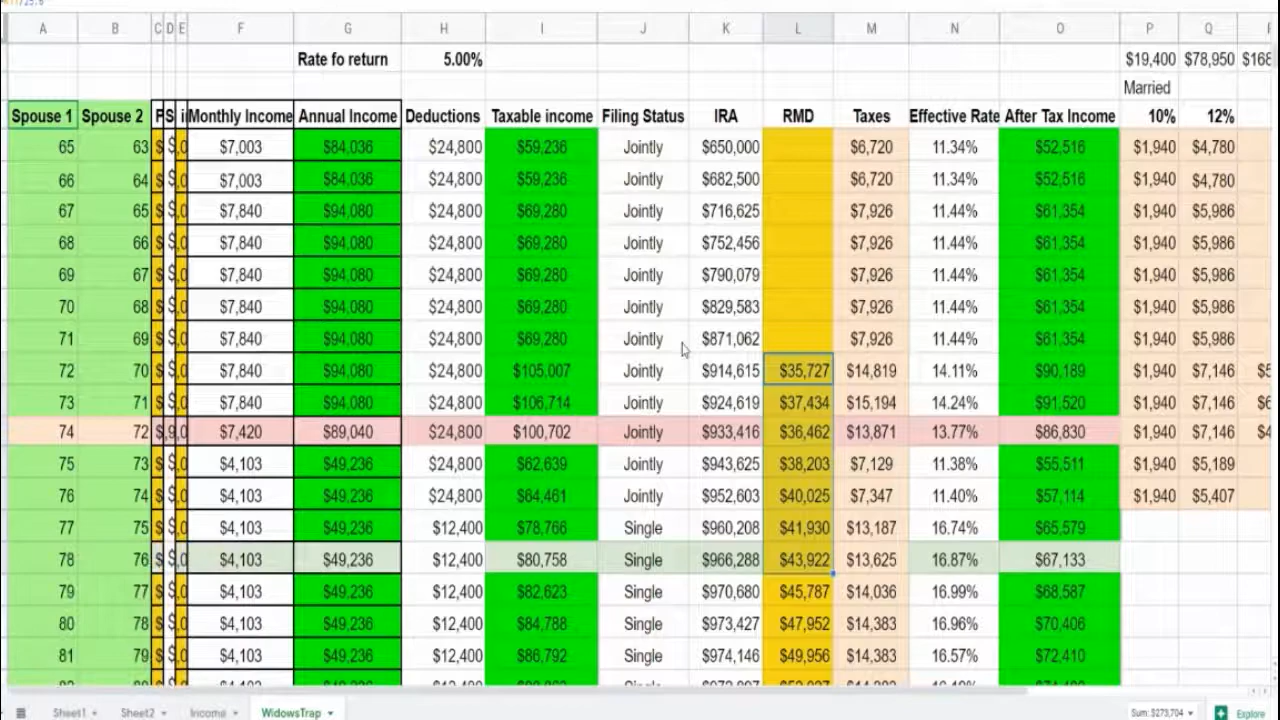 A B C D E F G H I J K L M N O P Q
Rate fo return 5.00% $19,400 $78,950 $168
Married
Spouse 1 Spouse 2 F S i Monthly Income Annual Income Deductions Taxable income Filing Status IRA RMD Taxes Effective Rate After Tax Income 10% 12%
65 63 $ $ ,0 $7,003 $84,036 $24,800 $59,236 Jointly $650,000 $6,720 11.34% $52,516 $1,940 $4,780
66 64 $ $ ,0 $7,003 $84,036 $24,800 $59,236 Jointly $682,500 $6,720 11.34% $52,516 $1,940 $4,780
67 65 $ $ ,0 $7,840 $94,080 $24,800 $69,280 Jointly $716,625 $7,926 11.44% $61,354 $1,940 $5,986
68 66 $ $ ,0 $7,840 $94,080 $24,800 $69,280 Jointly $752,456 $7,926 11.44% $61,354 $1,940 $5,986
69 67 $ $ ,0 $7,840 $94,080 $24,800 $69,280 Jointly $790,079 $7,926 11.44% $61,354 $1,940 $5,986
70 68 $ $ ,0 $7,840 $94,080 $24,800 $69,280 Jointly $829,583 $7,926 11.44% $61,354 $1,940 $5,986
71 69 $ $ ,0 $7,840 $94,080 $24,800 $69,280 Jointly $871,062 $7,926 11.44% $61,354 $1,940 $5,986
72 70 $ $ ,0 $7,840 $94,080 $24,800 $105,007 Jointly $914,615 $35,727 $14,819 14.11% $90,189 $1,940 $7,146
73 71 $ $ ,0 $7,840 $94,080 $24,800 $106,714 Jointly $924,619 $37,434 $15,194 14.24% $91,520 $1,940 $7,146
74 72 $ ,9 ,0 $7,420 $89,040 $24,800 $100,702 Jointly $933,416 $36,462 $13,871 13.77% $86,830 $1,940 $7,146
75 73 $ $ ,0 $4,103 $49,236 $24,800 $62,639 Jointly $943,625 $38,203 $7,129 11.38% $55,511 $1,940 $5,189
76 74 $ $ ,0 $4,103 $49,236 $24,800 $64,461 Jointly $952,603 $40,025 $7,347 11.40% $57,114 $1,940 $5,407
77 75 $ $ ,0 $4,103 $49,236 $12,400 $78,766 Single $960,208 $41,930 $13,187 16.74% $65,579
78 76 $ $ ,0 $4,103 $49,236 $12,400 $80,758 Single $966,288 $43,922 $13,625 16.87% $67,133
79 77 $ $ ,0 $4,103 $49,236 $12,400 $82,623 Single $970,680 $45,787 $14,036 16.99% $68,587
80 78 $ $ ,0 $4,103 $49,236 $12,400 $84,788 Single $973,427 $47,952 $14,383 16.96% $70,406
81 79 $ $ ,0 $4,103 $49,236 $12,400 $86,792 Single $974,146 $49,956 $14,383 16.57% $72,410
Sheet1 Sheet2 Income WidowsTrap Sum: $273,704 Explore